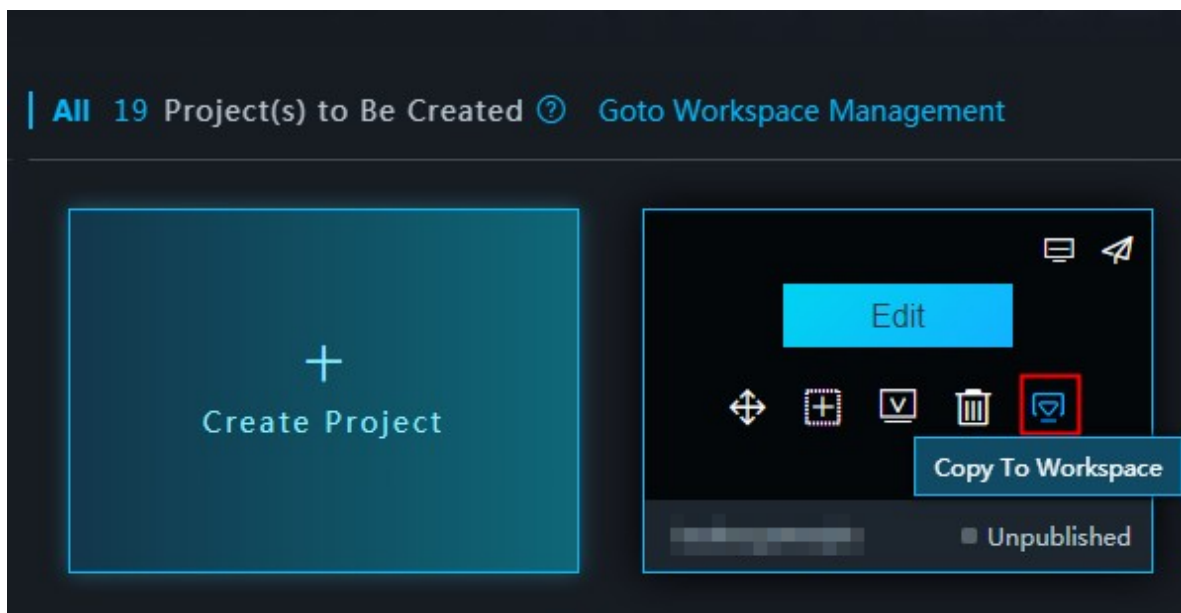 All 19 Project(s) to Be Created ? Goto Workspace Management
Edit
Create Project
Copy To Workspace
Unpublished